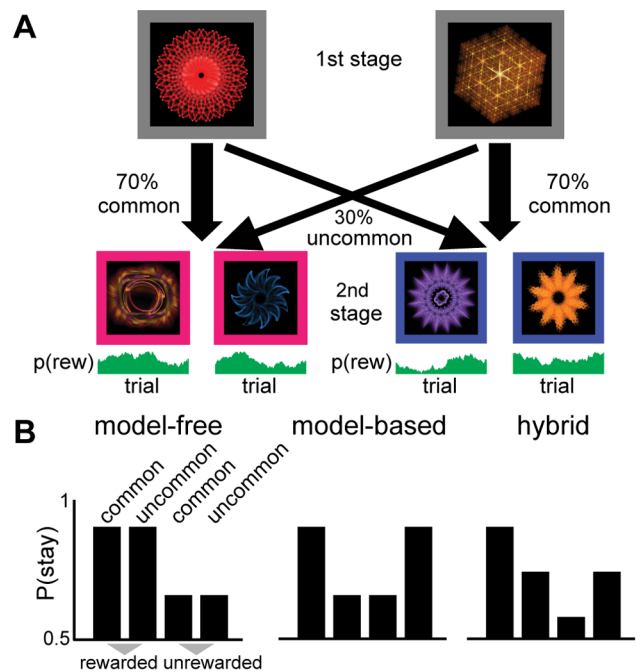 A
1st stage
70%
common
70%
common
30%
uncommon
2nd
stage
p(rew)
p(rew)
trial
trial
trial
trial
B
model-free
model-based
hybrid
common
uncommon
common
uncommon
1
P(stay)
0.5
rewarded
unrewarded